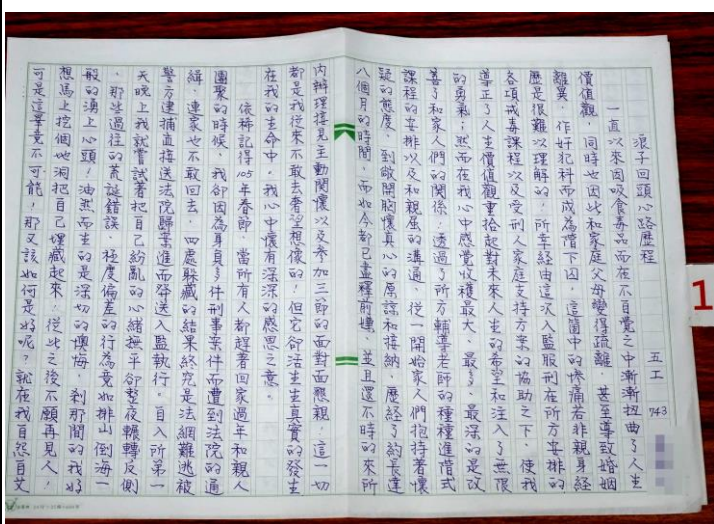 浪子回頭心路歷程
五工 743
一直以來因吸食毒品而在不自覺之中漸漸扭曲了人生
價值觀,同時也因此和家庭父母變得疏離,甚至導致婚姻
離異,作奸犯科而成為階下囚,這箇中的慘痛若非親身經
歷是很難以理解的,所幸經由這次入監服刑在所方安排的
各項戒毒課程以及受刑人家庭支持方案的協助之下,使我
導正了人生價值觀重拾起對未來人生的希望和注入了無限
的勇氣;然而在我心中感覺收穫最大、最多、最深的是改
善了和家人們的關係;透過了所方輔導老師的種種進階式
課程的安排以及和親屬的溝通,從一開始家人們抱持著懷
疑的態度,到敞開胸懷真心的原諒和接納,歷經了約長達
八個月的時間,而如今都已盡釋前嫌,並且還不時的來所
內辦理接見主動關懷以及參加三節的面對面懇親,這一切
都是我從來不敢去奢望想像的!但它卻活生生真實的發生
在我的生命中,我心中懷有深深的感恩之意。
依稀記得105年春節,當所有人都趕著回家過年和親人
團聚的時候,我卻因為身負多件刑事案件而遭到法院的通
緝,連家也不敢回去,四處躲藏的結果終究是法網難逃被
警方逮捕直接送法院歸案進而發送入監執行,自入所第一
天晚上我就嘗試著把自己紛亂的心緒撫平卻整夜輾轉反側
,那些過往的荒誕錯誤、極度偏差的行為竟如排山倒海一
般的湧上心頭!油然而生的是深切的懊悔,剎那間的我好
想馬上挖個地洞把自己埋藏起來,從此之後不願再見人!
可是這畢竟不可能!那又該如何是好呢?就在我自怨自艾
1